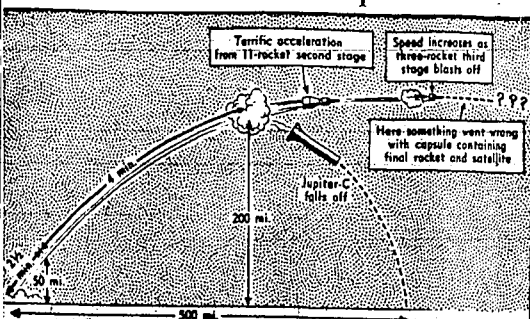 Terrific acceleration
from 11-rocket second stage
Speed increases as
three-rocket third
stage blasts off
???
Here something went wrong
with capsule containing
final rocket and satellite
Jupiter-C
falls off
4 min.
200 mi.
50 mi.
500 mi.